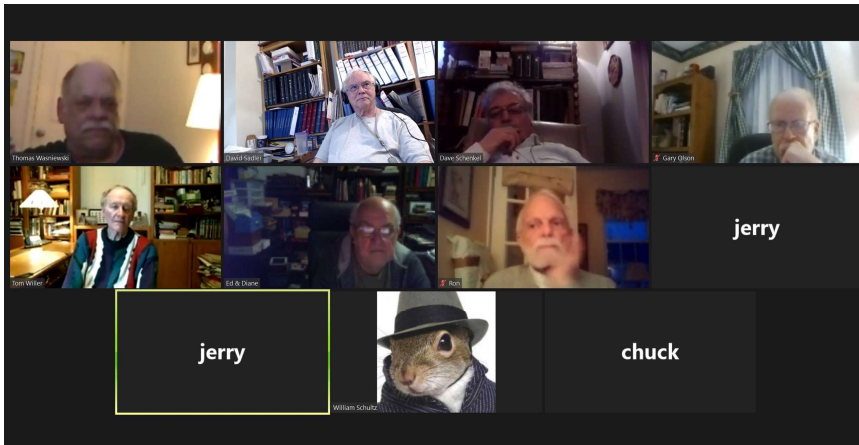 Thomas Wasniewski
David Sadler
Dave Schenkel
Gary Olson
Tom Willer
Ed & Diane
Ron
jerry
jerry
William Schultz
chuck